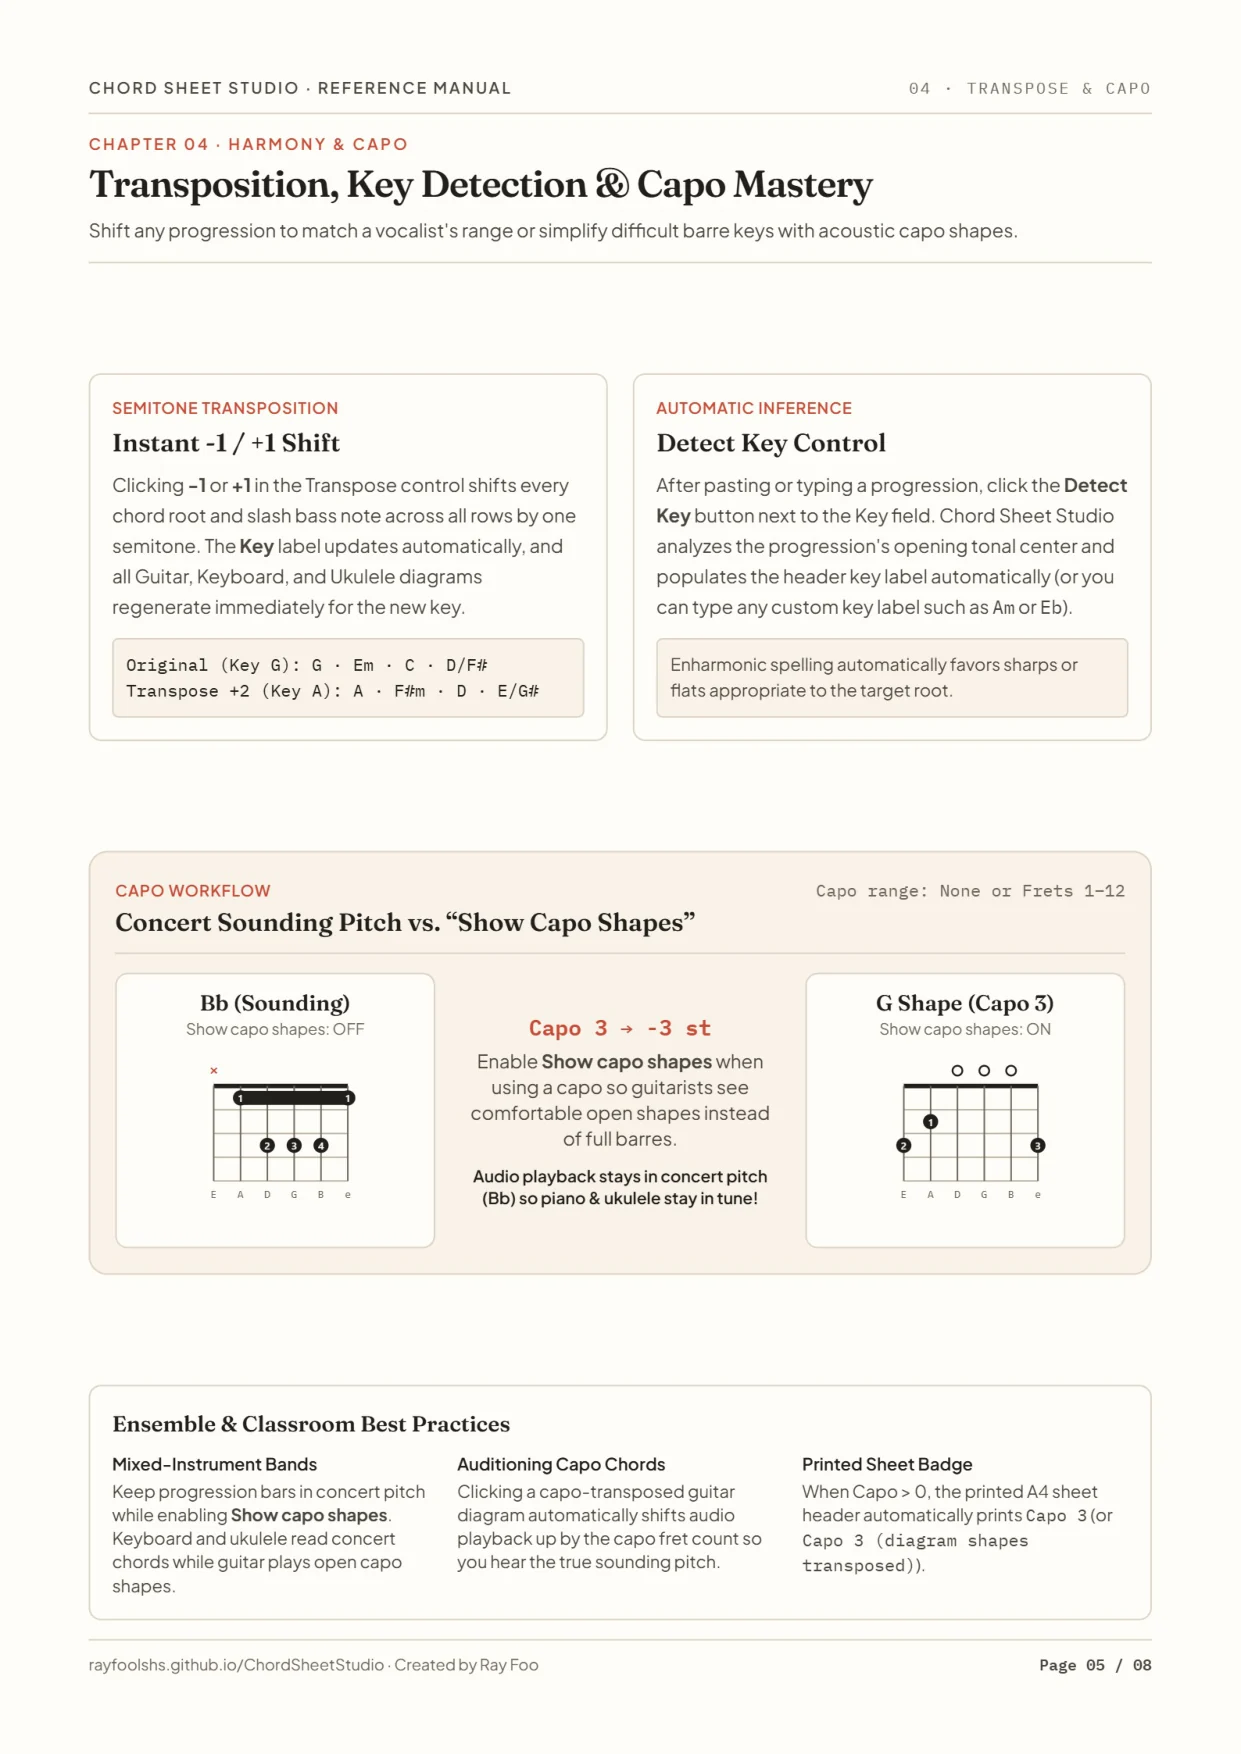 CHORD SHEET STUDIO · REFERENCE MANUAL
04 · TRANSPOSE & CAPO
CHAPTER 04 · HARMONY & CAPO
Transposition, Key Detection & Capo Mastery
Shift any progression to match a vocalist's range or simplify difficult barre keys with acoustic capo shapes.
SEMITONE TRANSPOSITION
Instant -1 / +1 Shift
Clicking −1 or +1 in the Transpose control shifts every
chord root and slash bass note across all rows by one
semitone. The Key label updates automatically, and
all Guitar, Keyboard, and Ukulele diagrams
regenerate immediately for the new key.
Original (Key G): G · Em · C · D/F#
Transpose +2 (Key A): A · F#m · D · E/G#
AUTOMATIC INFERENCE
Detect Key Control
After pasting or typing a progression, click the Detect
Key button next to the Key field. Chord Sheet Studio
analyzes the progression's opening tonal center and
populates the header key label automatically (or you
can type any custom key label such as Am or Eb).
Enharmonic spelling automatically favors sharps or
flats appropriate to the target root.
CAPO WORKFLOW
Capo range: None or Frets 1–12
Concert Sounding Pitch vs. “Show Capo Shapes”
Bb (Sounding)
Show capo shapes: OFF
×
1 1
2 3 4
E A D G B e
Capo 3 → -3 st
Enable Show capo shapes when
using a capo so guitarists see
comfortable open shapes instead
of full barres.
Audio playback stays in concert pitch
(Bb) so piano & ukulele stay in tune!
G Shape (Capo 3)
Show capo shapes: ON
1
2 3
E A D G B e
Ensemble & Classroom Best Practices
Mixed-Instrument Bands
Keep progression bars in concert pitch
while enabling Show capo shapes.
Keyboard and ukulele read concert
chords while guitar plays open capo
shapes.
Auditioning Capo Chords
Clicking a capo-transposed guitar
diagram automatically shifts audio
playback up by the capo fret count so
you hear the true sounding pitch.
Printed Sheet Badge
When Capo > 0, the printed A4 sheet
header automatically prints Capo 3 (or
Capo 3 (diagram shapes
transposed)).
rayfoolshs.github.io/ChordSheetStudio · Created by Ray Foo
Page 05 / 08